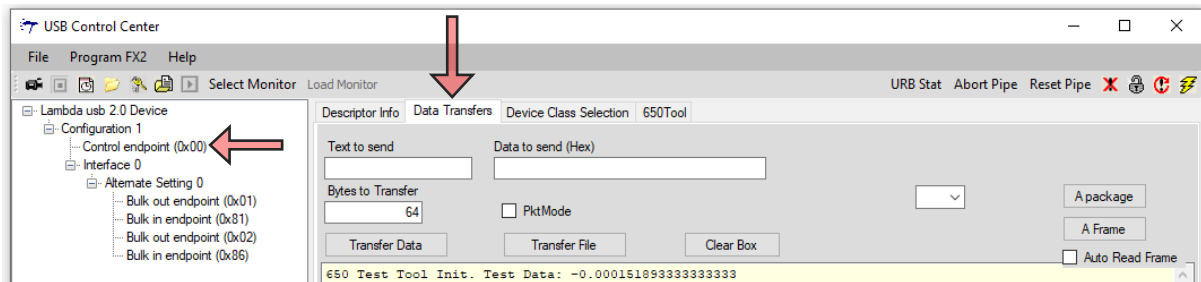 USB Control Center
File Program FX2 Help
Select Monitor Load Monitor URB Stat Abort Pipe Reset Pipe
Lambda usb 2.0 Device
Configuration 1
Control endpoint (0x00)
Interface 0
Alternate Setting 0
Bulk out endpoint (0x01)
Bulk in endpoint (0x81)
Bulk out endpoint (0x02)
Bulk in endpoint (0x86)
Descriptor Info Data Transfers Device Class Selection 650Tool
Text to send Data to send (Hex)
Bytes to Transfer
64 PktMode
A package
A Frame
Transfer Data Transfer File Clear Box
Auto Read Frame
650 Test Tool Init. Test Data: -0.000151893333333333